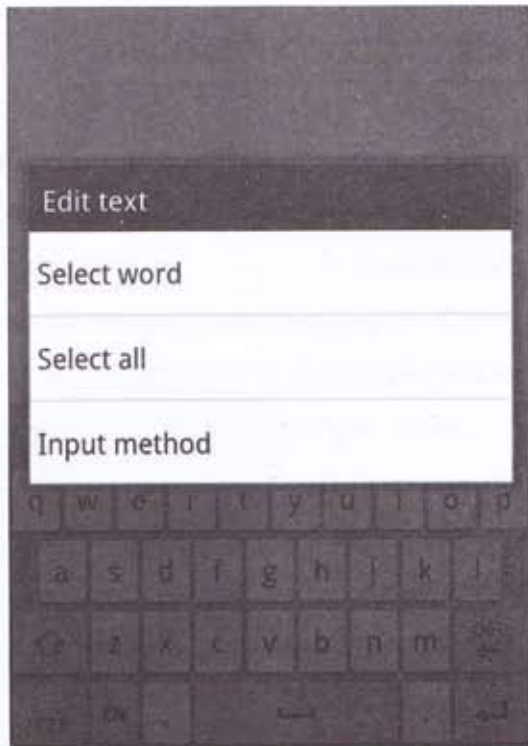 Edit text
Select word
Select all
Input method
q w e r t y u i o p
a s d f g h j k l
z x c v b n m